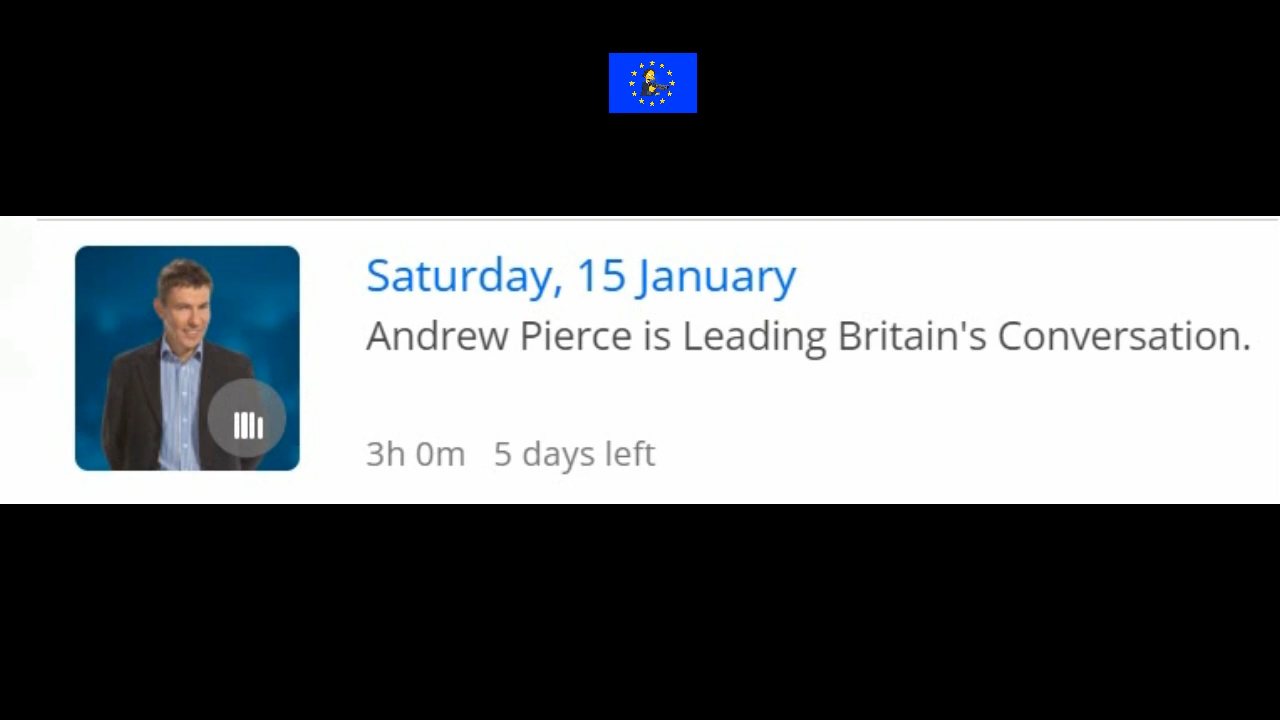 Saturday, 15 January
Andrew Pierce is Leading Britain's Conversation.
3h 0m 5 days left